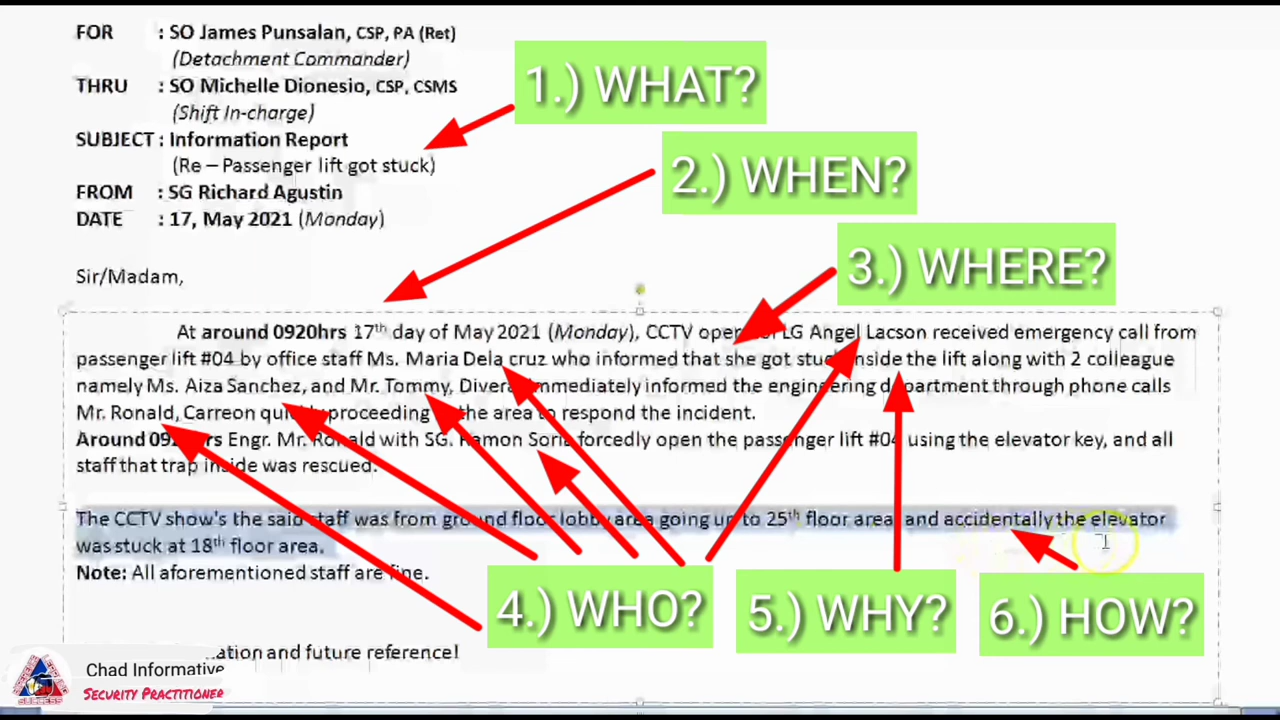 FOR : SO James Punsalan, CSP, PA (Ret)
(Detachment Commander)
THRU : SO Michelle Dionesio, CSP, CSMS
(Shift In-charge)
SUBJECT : Information Report
(Re – Passenger lift got stuck)
FROM : SG Richard Agustin
DATE : 17, May 2021 (Monday)
1.) WHAT?
2.) WHEN?
3.) WHERE?
Sir/Madam,
At around 0920hrs 17th day of May 2021 (Monday), CCTV LG Angel Lacson received emergency call from
passenger lift #04 by office staff Ms. Maria Dela cruz who informed that she got stuck inside the lift along with 2 colleague
namely Ms. Aiza Sanchez, and Mr. Tommy, Divera immediately informed the engineering department through phone calls
Mr. Ronald, Carreon quickly proceeding to the area to respond the incident.
Around Engr. Mr. Ronald with SG. Ramon forcedly open the passenger lift #04 using the elevator key, and all
staff that trap inside was rescued.
The CCTV show's the said staff was from ground floor lobby area going up to 25th floor area, and accidentally the elevator
was stuck at 18th floor area.
Note: All aforementioned staff are fine.
4.) WHO?
5.) WHY?
6.) HOW?
and future reference!
Chad Informative
SECURITY PRACTITIONER